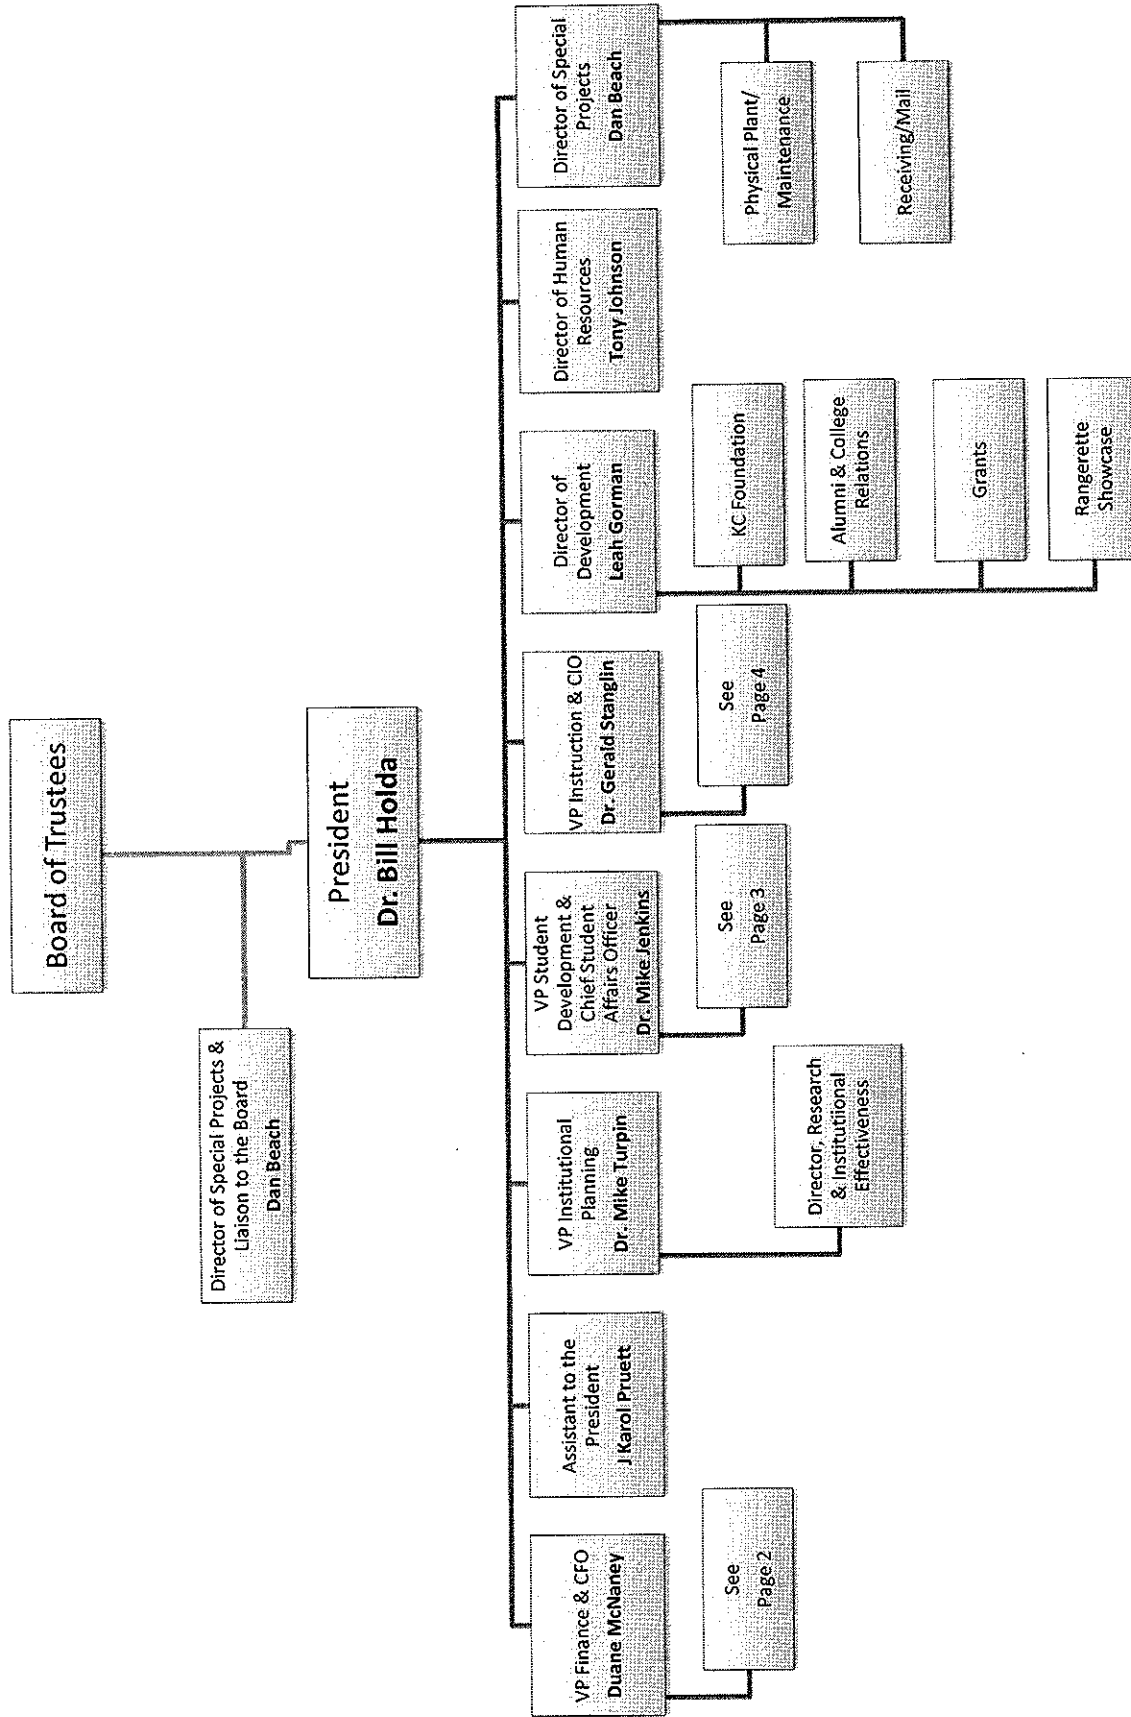 Board of Trustees
Director of Special Projects &
Liaison to the Board
Dan Beach
President
Dr. Bill Holda
VP Finance & CFO
Duane McNaney
See
Page 2
Assistant to the
President
J Karol Pruett
VP Institutional
Planning
Dr. Mike Turpin
Director, Research
& Institutiional
Effectiveness
VP Student
Development &
Chief Student
Affairs Officer
Dr. Mike Jenkins
See
Page 3
VP Instruction & CIO
Dr. Gerald Stanglin
See
Page 4
Director of
Development
Leah Gorman
KC Foundation
Alumni & College
Relations
Grants
Rangerette
Showcase
Director of Human
Resources
Tony Johnson
Director of Special
Projects
Dan Beach
Physical Plant/
Maintenance
Receiving/Mail